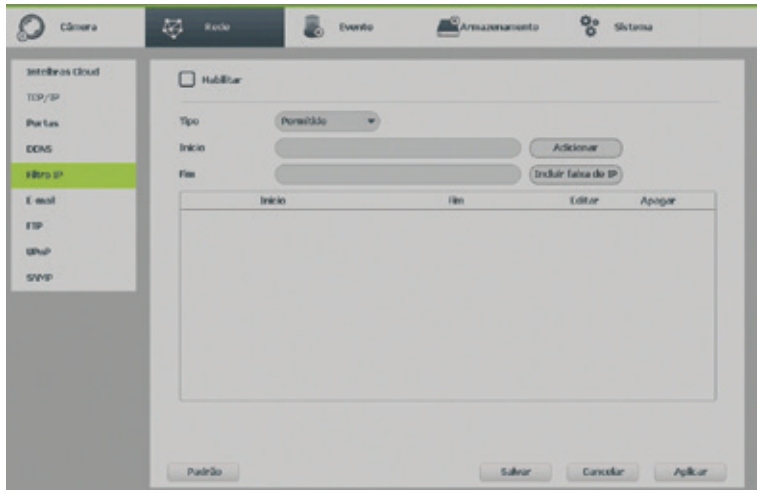 Câmera Rede Evento Armazenamento Sistema
Intelbras Cloud
TCP/IP
Portas
DDNS
Filtro IP
E-mail
FTP
UPnP
SNMP
Habilitar
Tipo Permitido
Início Adicionar
Fim Incluir faixa de IP
Início Fim Editar Apagar
Padrão Salvar Cancelar Aplicar